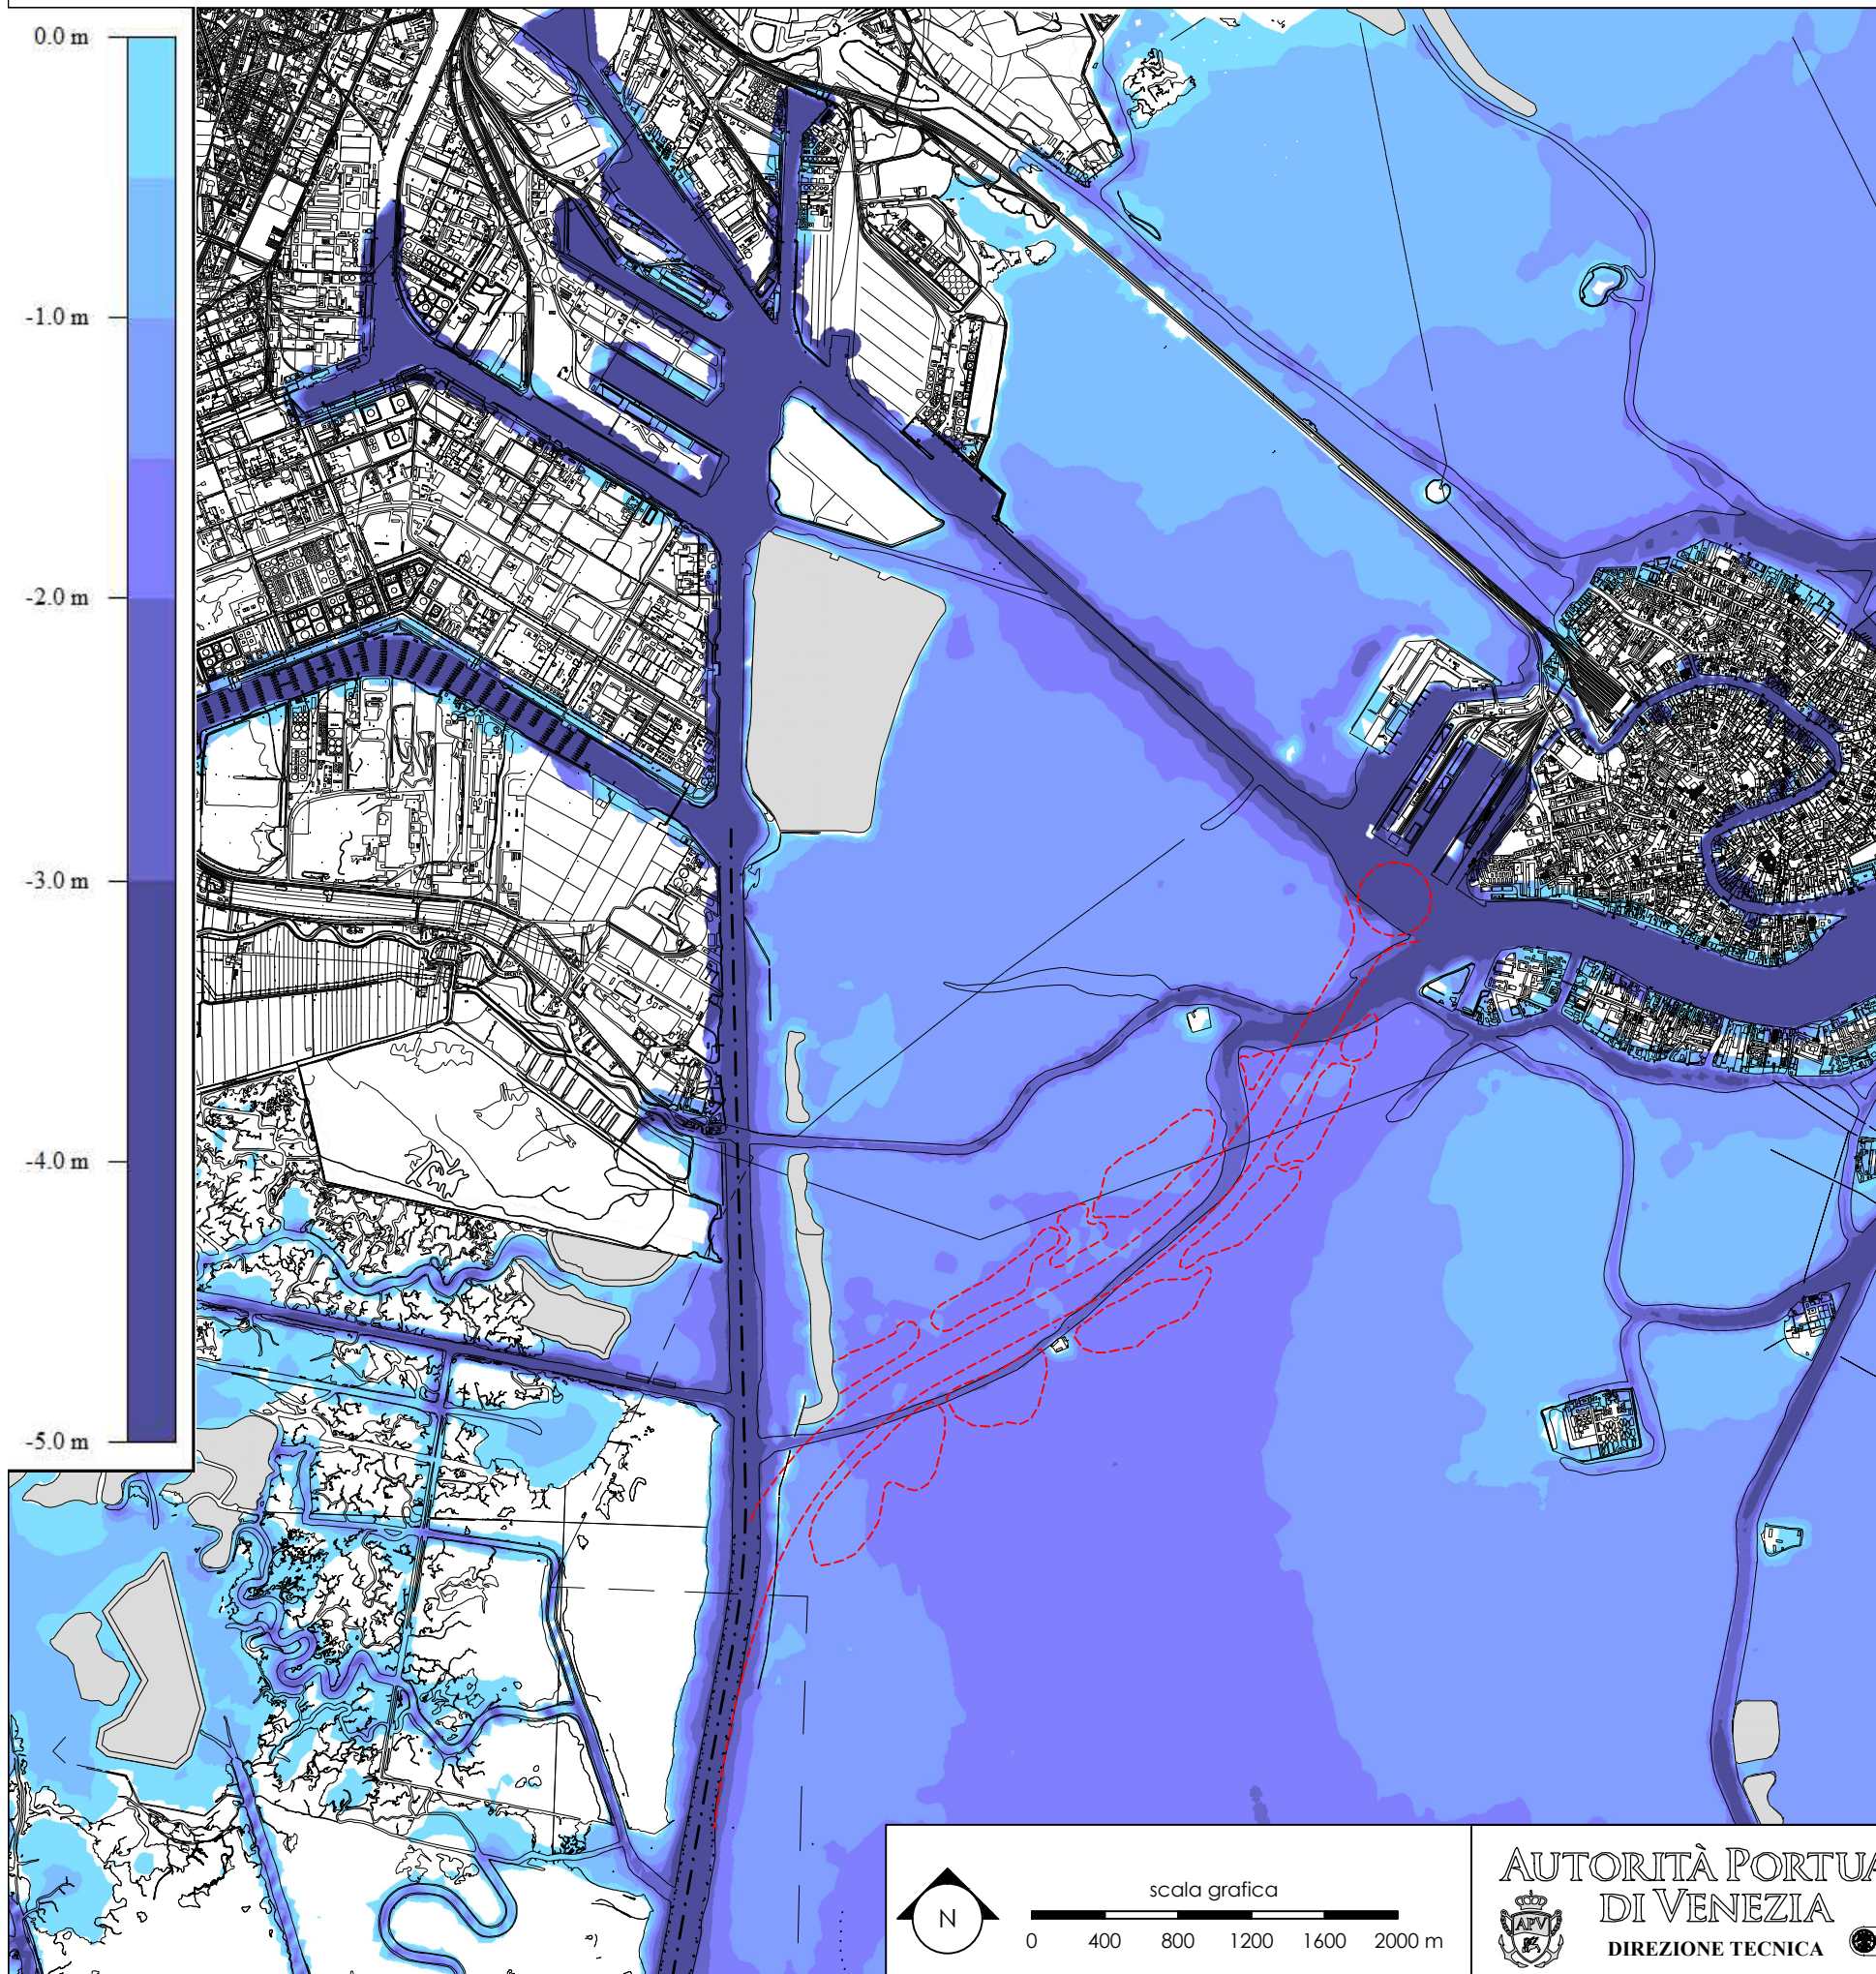 0.0 m
-1.0 m
-2.0 m
-3.0 m
-4.0 m
-5.0 m
N
scala grafica
0 400 800 1200 1600 2000 m
AUTORITÀ PORTUA
DI VENEZIA
APV
DIREZIONE TECNICA